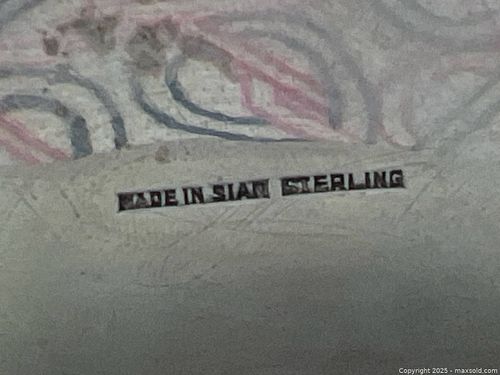 MADE IN SIAM STERLING
Copyright 2025 - maxsold.com